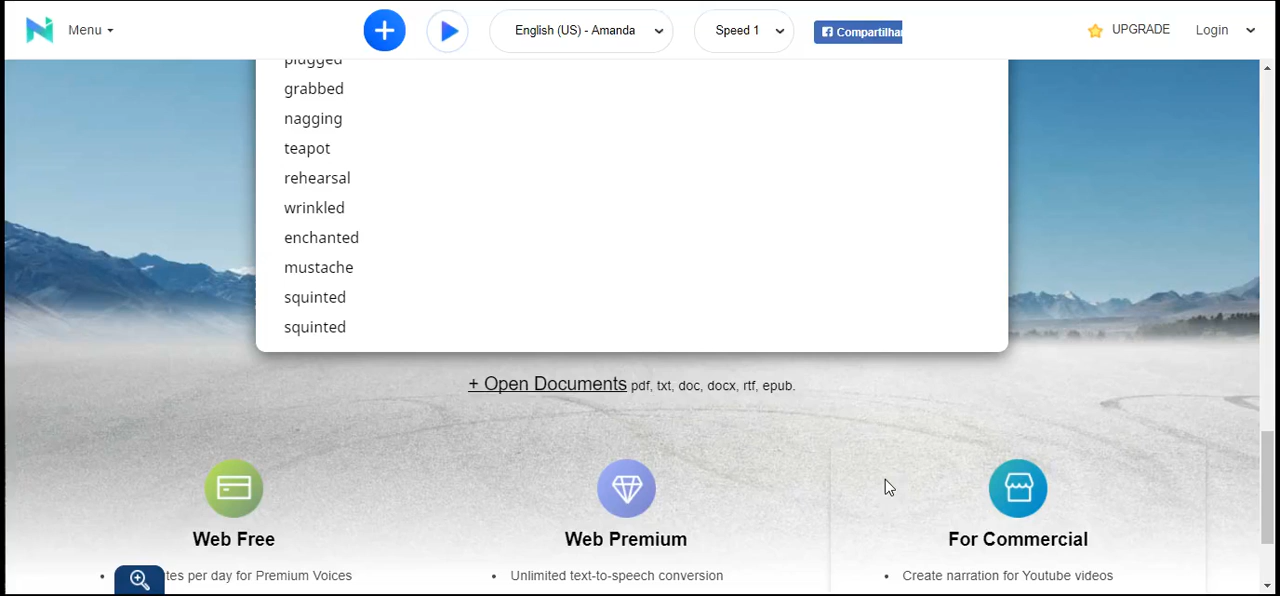 Menu
English (US) - Amanda
Speed 1
Compartilhar
UPGRADE
Login
plugged
grabbed
nagging
teapot
rehearsal
wrinkled
enchanted
mustache
squinted
squinted
+ Open Documents pdf, txt, doc, docx, rtf, epub.
Web Free
Web Premium
For Commercial
per day for Premium Voices
Unlimited text-to-speech conversion
Create narration for Youtube videos